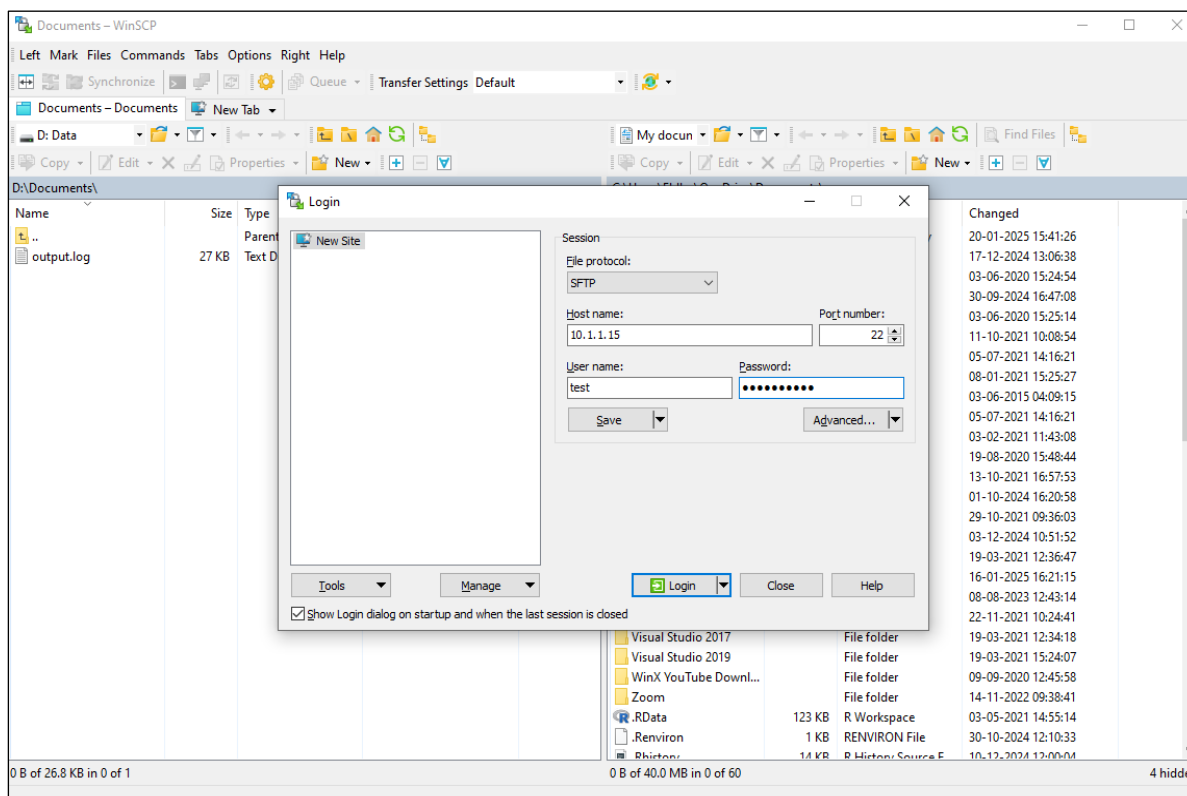 Documents – WinSCP
Left Mark Files Commands Tabs Options Right Help
Synchronize Queue Transfer Settings Default
Documents – Documents New Tab
D: Data
My docun Find Files
Copy Edit Properties New
Copy Edit Properties New
D:\Documents\
Name Size Type
Changed
.. Parent
output.log 27 KB Text D
Login
New Site
Session
File protocol:
SFTP
Host name: Port number:
10.1.1.15 22
User name: Password:
test ••••••••••
Save Advanced...
Tools Manage Login Close Help
Show Login dialog on startup and when the last session is closed
20-01-2025 15:41:26
17-12-2024 13:06:38
03-06-2020 15:24:54
30-09-2024 16:47:08
03-06-2020 15:25:14
11-10-2021 10:08:54
05-07-2021 14:16:21
08-01-2021 15:25:27
03-06-2015 04:09:15
05-07-2021 14:16:21
03-02-2021 11:43:08
19-08-2020 15:48:44
13-10-2021 16:57:53
01-10-2024 16:20:58
29-10-2021 09:36:03
03-12-2024 10:51:52
19-03-2021 12:36:47
16-01-2025 16:21:15
08-08-2023 12:43:14
22-11-2021 10:24:41
Visual Studio 2017 File folder 19-03-2021 12:34:18
Visual Studio 2019 File folder 19-03-2021 15:24:07
WinX YouTube Downl... File folder 09-09-2020 12:45:58
Zoom File folder 14-11-2022 09:38:41
.RData 123 KB R Workspace 03-05-2021 14:55:14
.Renviron 1 KB RENVIRON File 30-10-2024 12:10:33
.Rhistory 14 KB R History Source F 10-12-2024 12:00:04
0 B of 26.8 KB in 0 of 1
0 B of 40.0 MB in 0 of 60
4 hidde